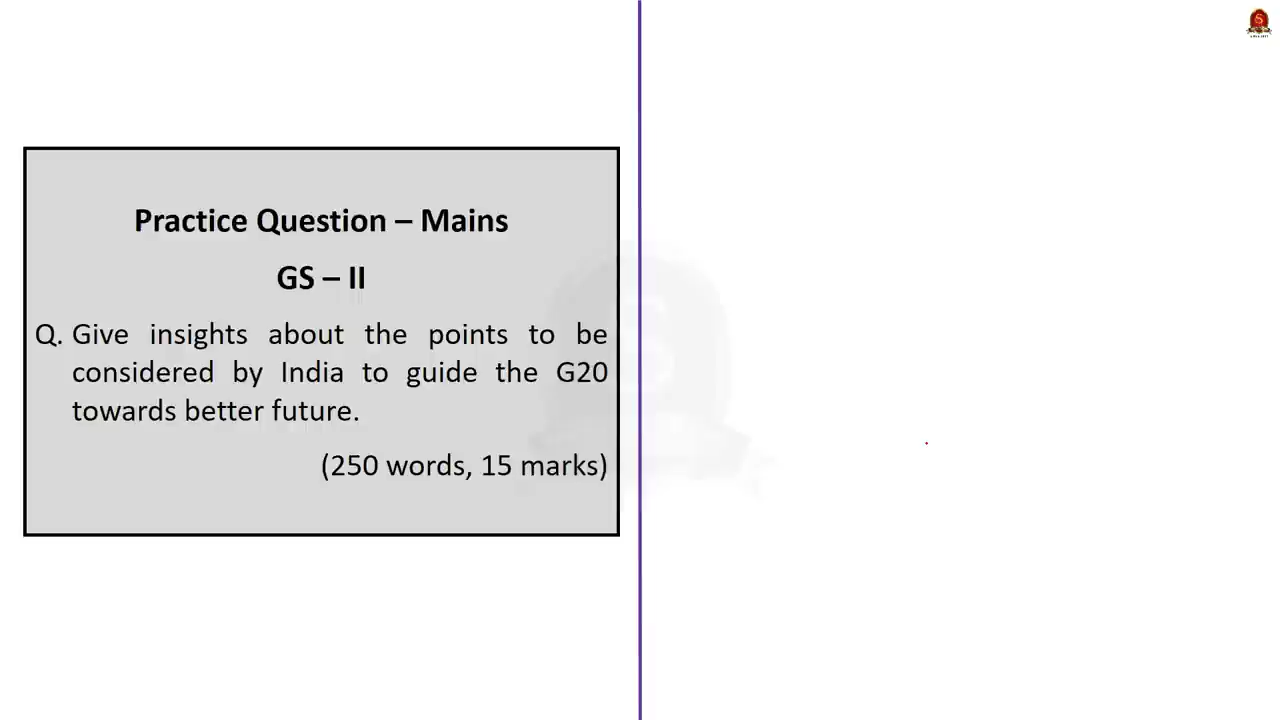 Practice Question – Mains
GS – II
Q. Give insights about the points to be
considered by India to guide the G20
towards better future.
(250 words, 15 marks)